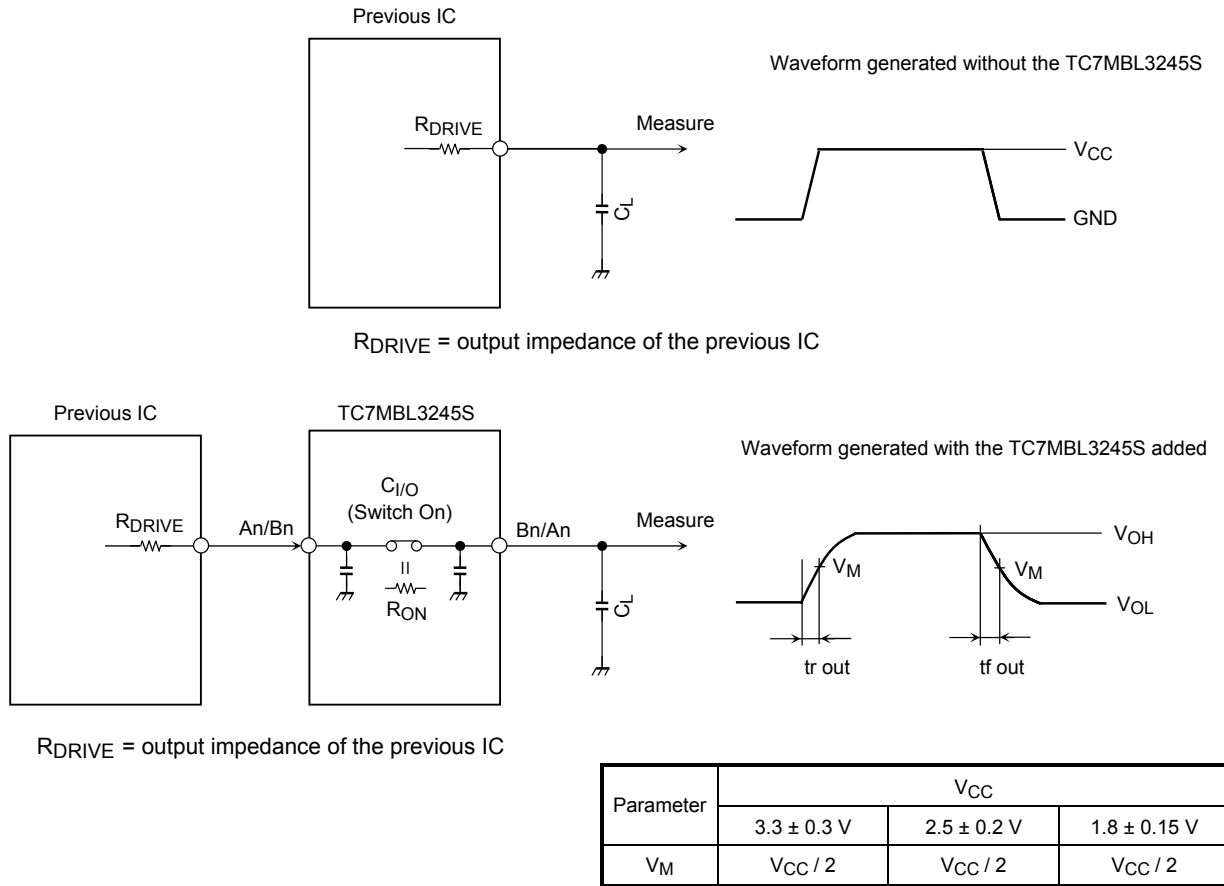 Previous IC
Waveform generated without the TC7MBL3245S
RDRIVE
Measure
VCC
CL
GND
RDRIVE = output impedance of the previous IC
Previous IC
TC7MBL3245S
Waveform generated with the TC7MBL3245S added
CI/O
(Switch On)
RDRIVE
An/Bn
Bn/An
Measure
VOH
VM
VM
RON
CL
VOL
tr out
tf out
RDRIVE = output impedance of the previous IC
Parameter
VCC
3.3 ± 0.3 V
2.5 ± 0.2 V
1.8 ± 0.15 V
VM
VCC / 2
VCC / 2
VCC / 2